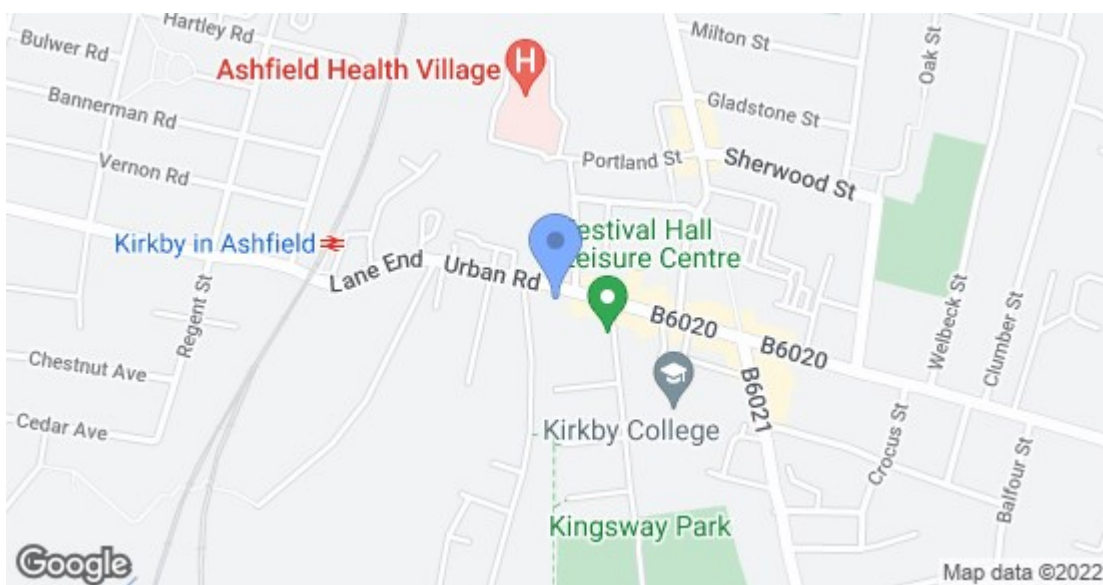 Hartley Rd
Bulwer Rd
Milton St
Oak St
Ashfield Health Village
H
Bannerman Rd
Gladstone St
Portland St
Sherwood St
Vernon Rd
Kirkby in Ashfield
Festival Hall
Leisure Centre
Lane End
Urban Rd
Regent St
B6020
B6020
Welbeck St
Clumber St
Chestnut Ave
B6021
Cedar Ave
Kirkby College
Crocus St
Balfour St
Kingsway Park
Google
Map data ©2022